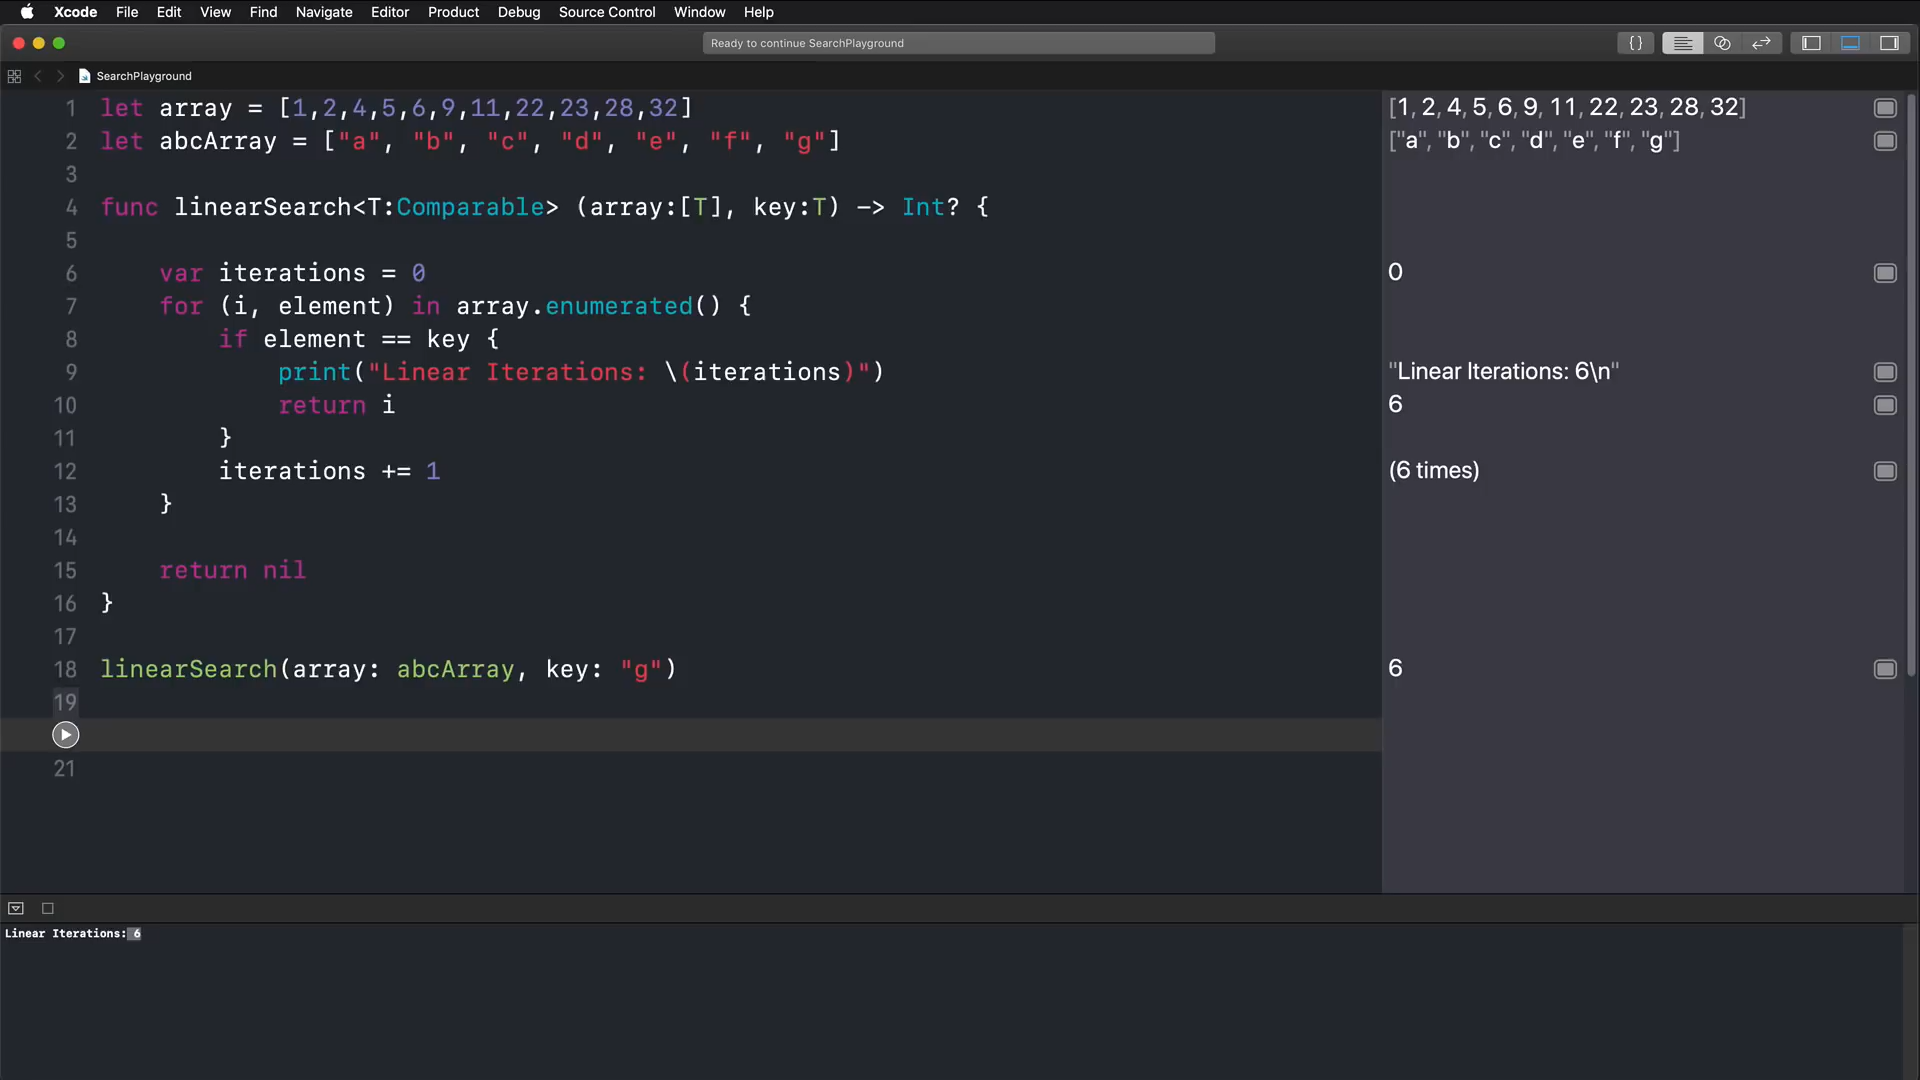 Xcode File Edit View Find Navigate Editor Product Debug Source Control Window Help
Ready to continue SearchPlayground
{}
SearchPlayground
1 let array = [1,2,4,5,6,9,11,22,23,28,32]
[1, 2, 4, 5, 6, 9, 11, 22, 23, 28, 32]
2 let abcArray = ["a", "b", "c", "d", "e", "f", "g"]
["a", "b", "c", "d", "e", "f", "g"]
3
4 func linearSearch<T:Comparable> (array:[T], key:T) -> Int? {
5
6 var iterations = 0
0
7 for (i, element) in array.enumerated() {
8 if element == key {
9 print("Linear Iterations: \(iterations)")
"Linear Iterations: 6\n"
10 return i
6
11 }
12 iterations += 1
(6 times)
13 }
14
15 return nil
16 }
17
18 linearSearch(array: abcArray, key: "g")
6
19
21
Linear Iterations: 6